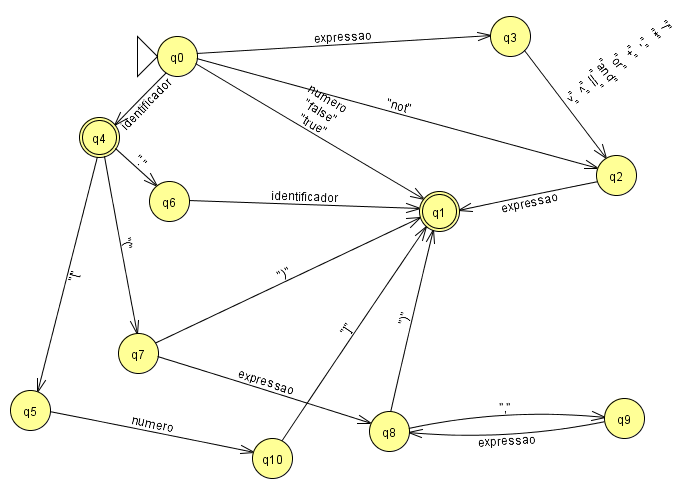 q0
expressao
q3
">"
"<"
"=="
"and"
"or"
"+"
"-"
"*"
"/"
identificador
numero
"false"
"true"
"not"
q4
"."
q6
identificador
q1
expressao
q2
"["
"("
")"
"]"
")"
q7
expressao
q5
numero
q10
q8
","
expressao
q9